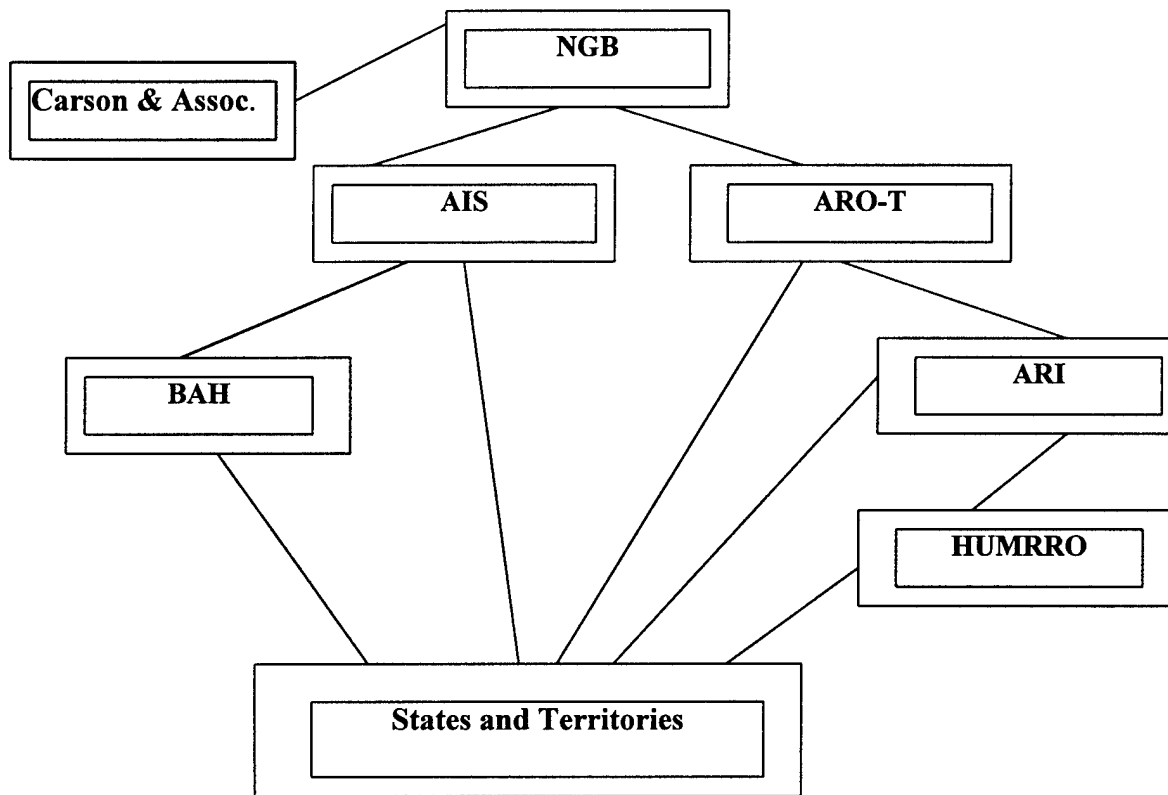 NGB
Carson & Assoc.
AIS
ARO-T
BAH
ARI
HUMRRO
States and Territories